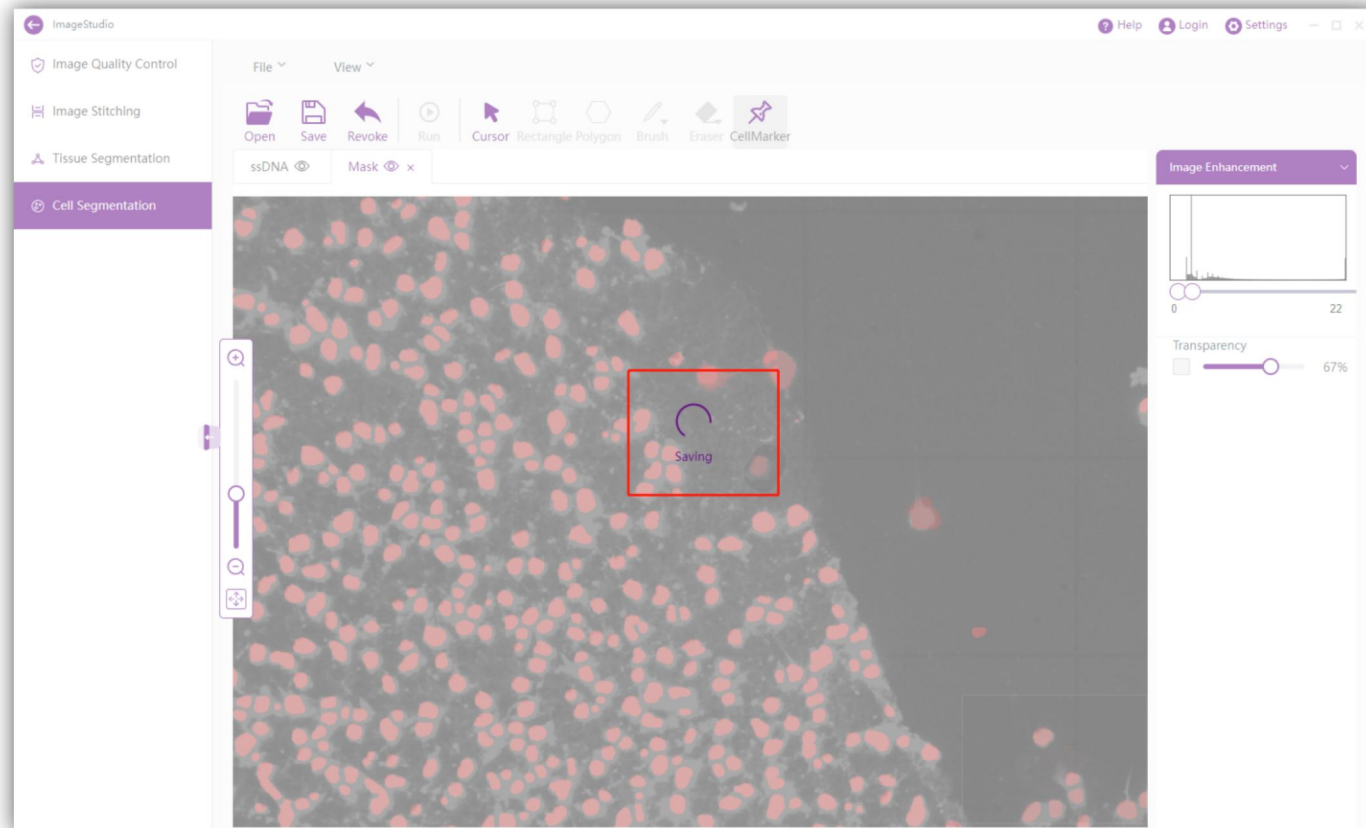 ImageStudio
Help Login Settings
Image Quality Control
Image Stitching
Tissue Segmentation
Cell Segmentation
File View
Open Save Revoke Run Cursor Rectangle Polygon Brush Eraser CellMarker
ssDNA Mask
Image Enhancement
0 22
Transparency
67%
Saving